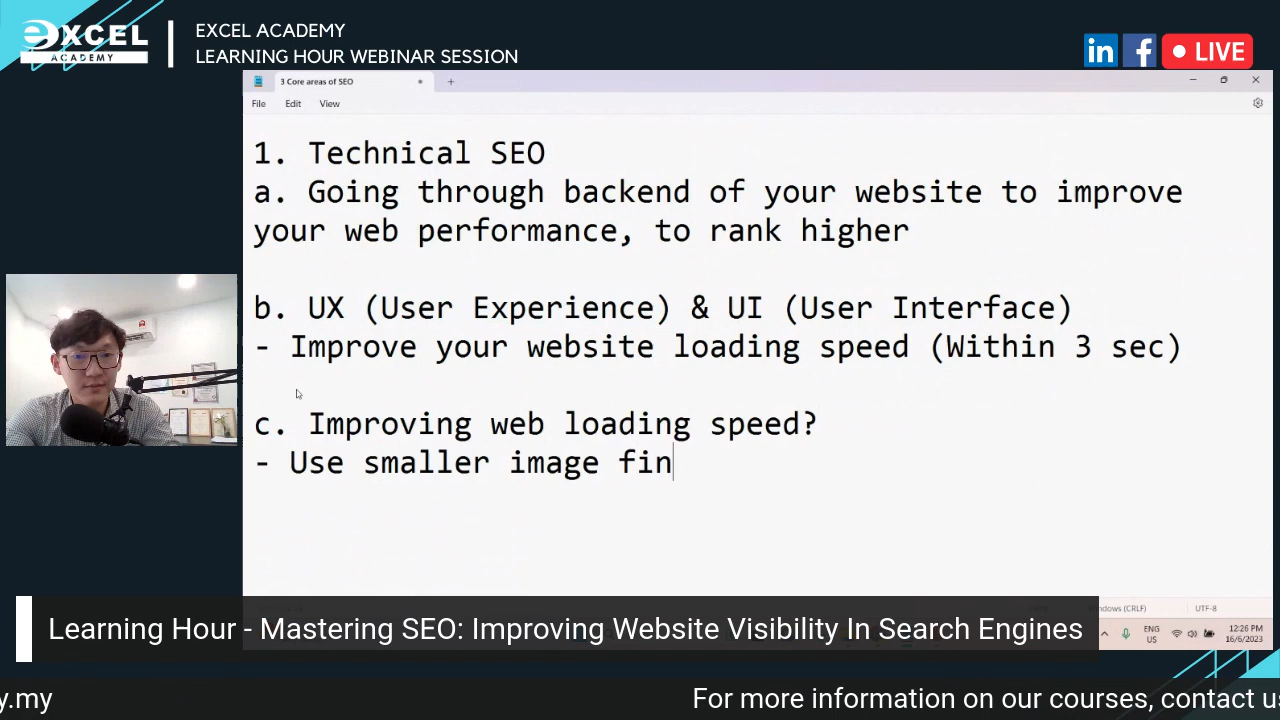 eXCEL
ACADEMY
EXCEL ACADEMY
LEARNING HOUR WEBINAR SESSION
in f LIVE
3 Core areas of SEO
File Edit View
1. Technical SEO
a. Going through backend of your website to improve
your web performance, to rank higher
b. UX (User Experience) & UI (User Interface)
- Improve your website loading speed (Within 3 sec)
c. Improving web loading speed?
- Use smaller image fin
ndows (CRLF) UTF-8
Learning Hour - Mastering SEO: Improving Website Visibility In Search Engines
ENG
US
12:26 PM
16/6/2023
y.my For more information on our courses, contact us